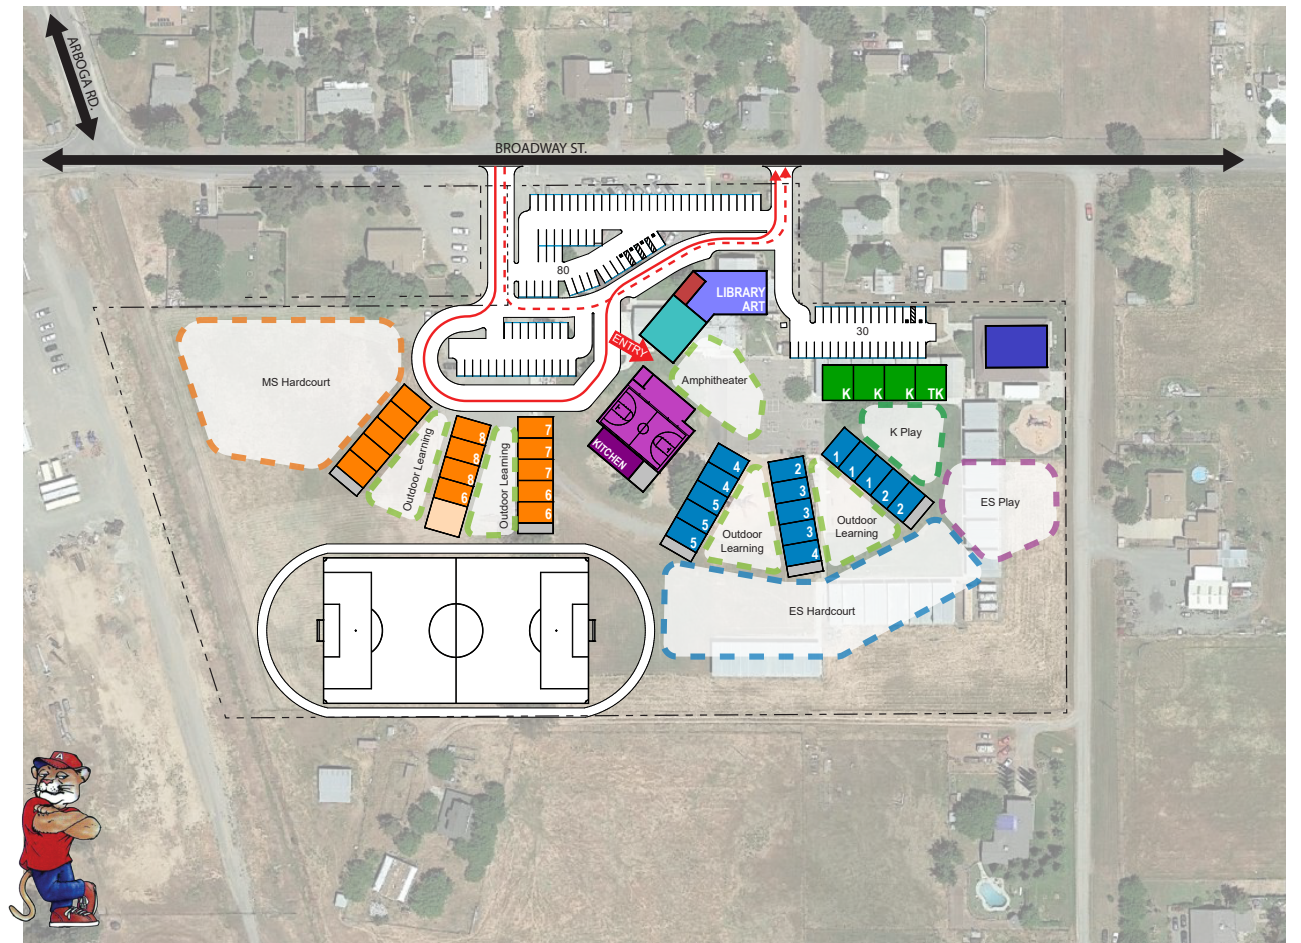 ARBOGA RD.
BROADWAY ST.
80
LIBRARY
ART
30
ENTRY
MS Hardcourt
Amphitheater
K
K
K
TK
K Play
KITCHEN
Outdoor Learning
8
8
8
6
Outdoor Learning
7
7
7
6
6
4
4
5
5
5
Outdoor
Learning
2
3
3
3
4
Outdoor
Learning
1
1
1
2
2
ES Play
ES Hardcourt
A